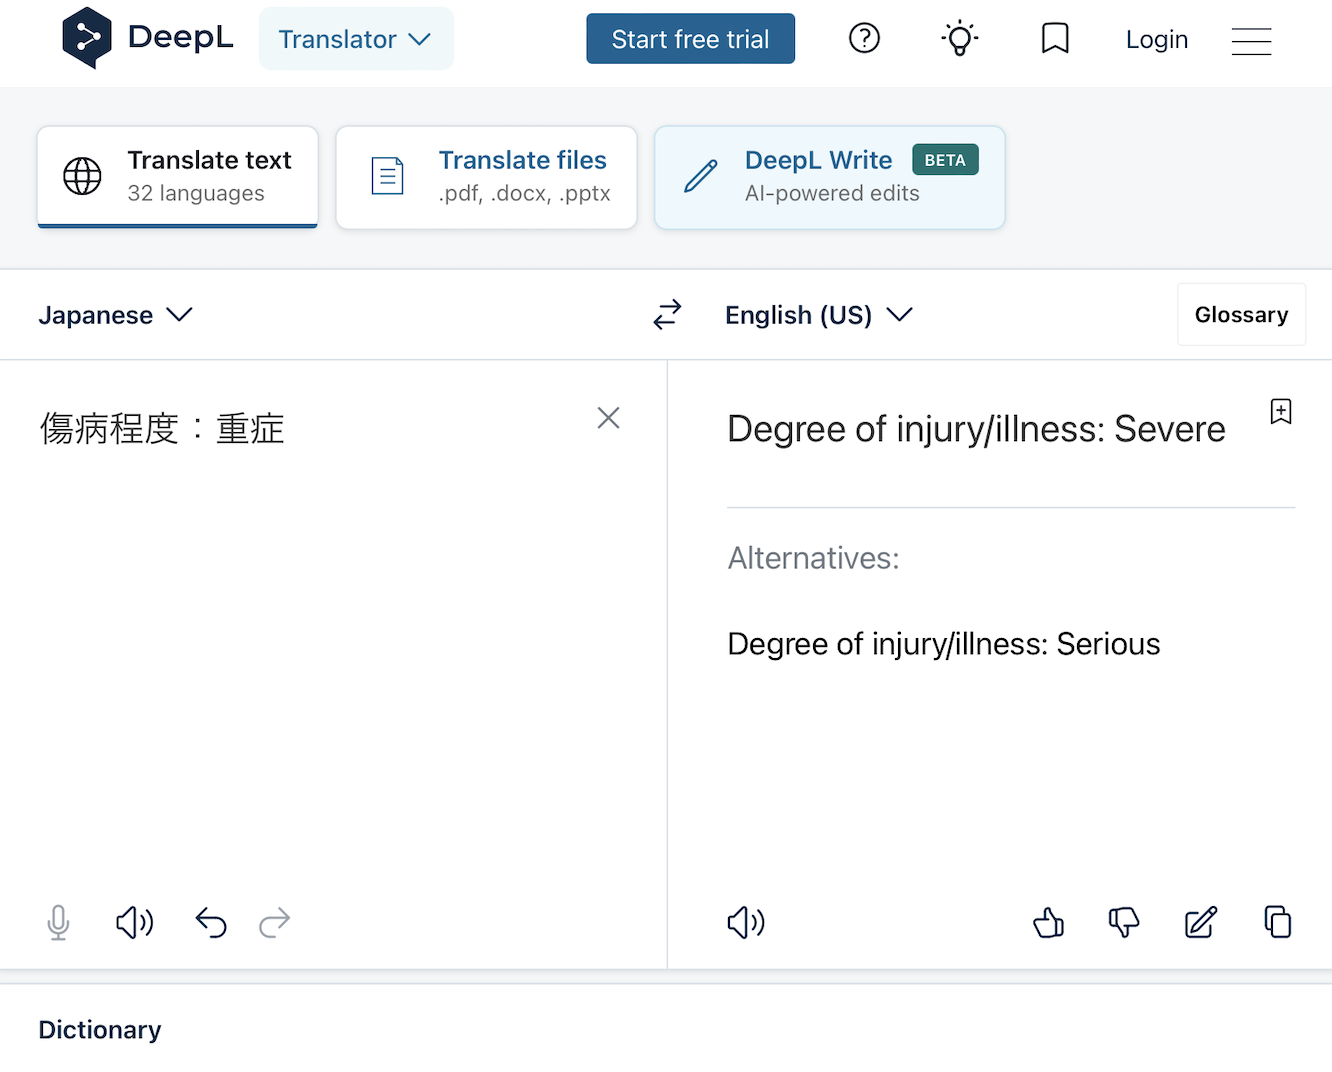 DeepL
Translator
Start free trial
Login
Translate text
32 languages
Translate files
.pdf, .docx, .pptx
DeepL Write BETA
AI-powered edits
Japanese
English (US)
Glossary
傷病程度：重症
Degree of injury/illness: Severe
Alternatives:
Degree of injury/illness: Serious
Dictionary